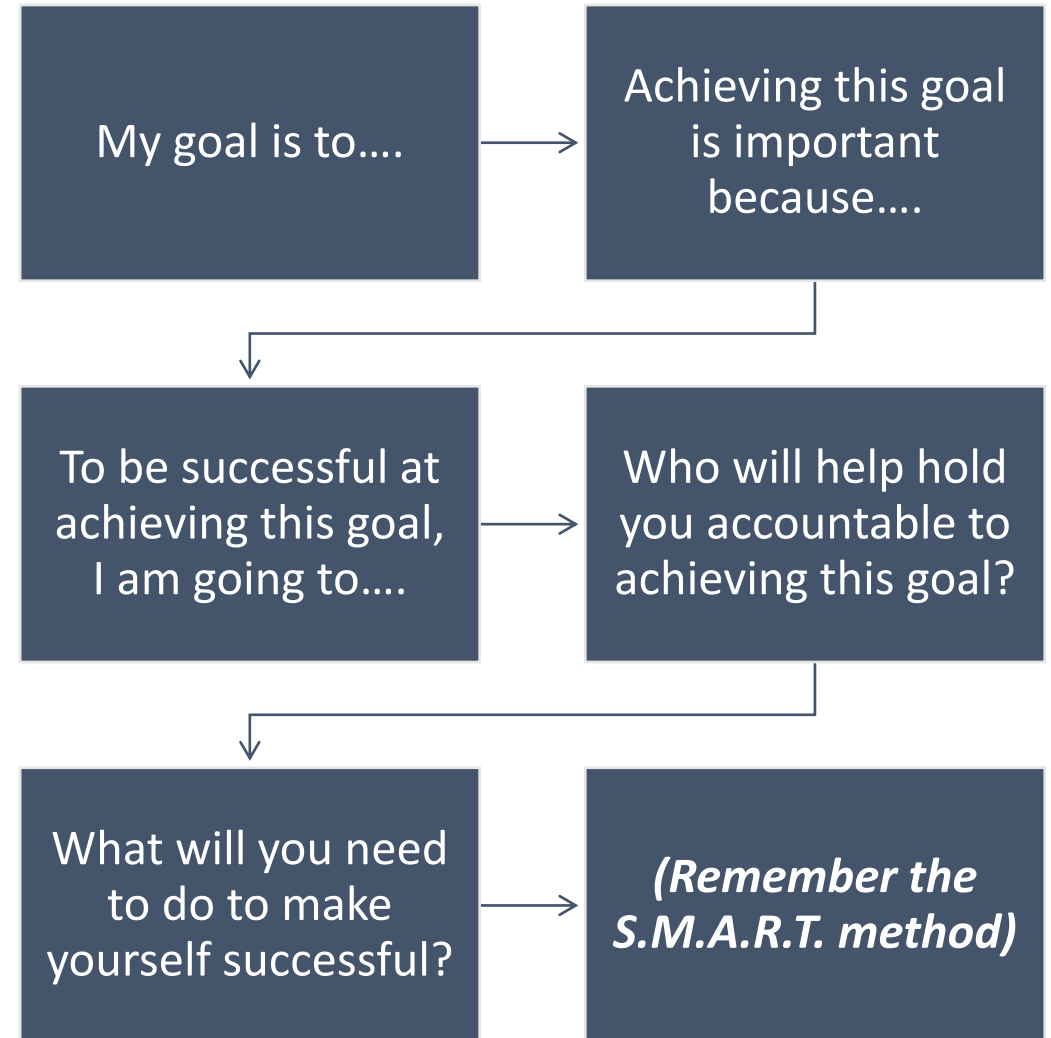 My goal is to....
Achieving this goal
is important
because....
To be successful at
achieving this goal,
I am going to....
Who will help hold
you accountable to
achieving this goal?
What will you need
to do to make
yourself successful?
(Remember the
S.M.A.R.T. method)